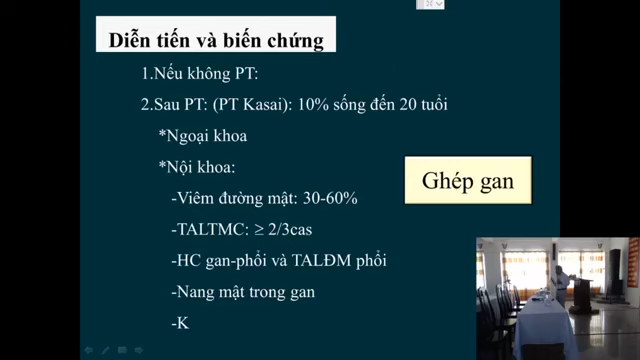 Diễn tiến và biến chứng
1.Nếu không PT:
2.Sau PT: (PT Kasai): 10% sống đến 20 tuổi
*Ngoại khoa
*Nội khoa:
-Viêm đường mật: 30-60%
-TALTMC: ≥ 2/3cas
-HC gan-phổi và TALĐM phổi
-Nang mật trong gan
-K
Ghép gan